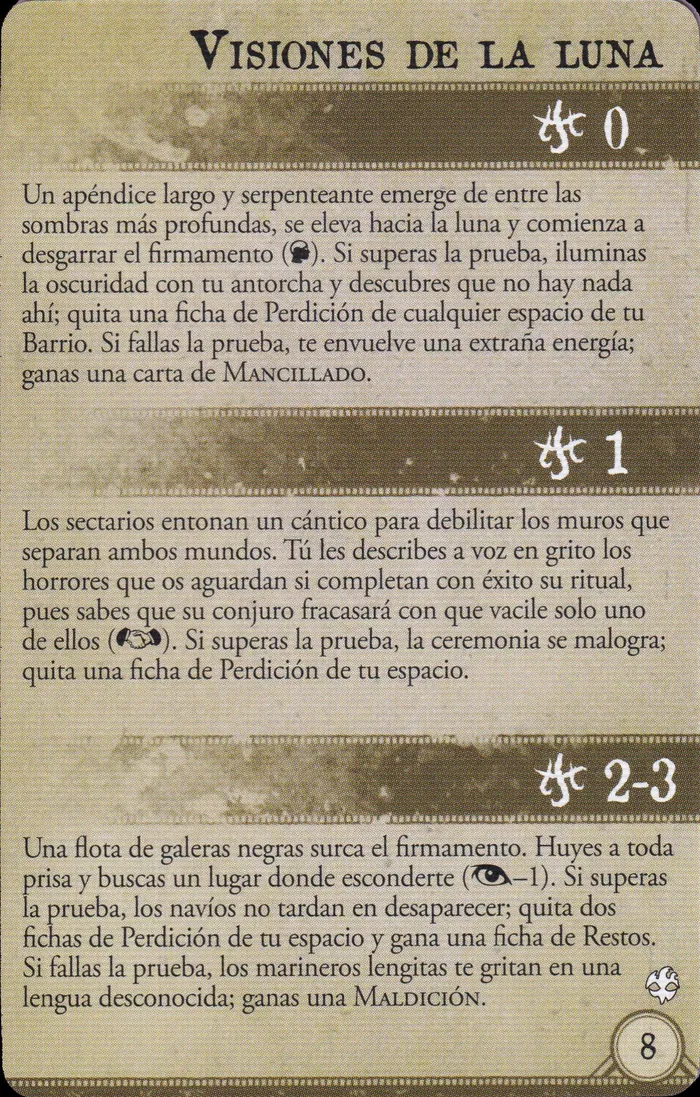 VISIONES DE LA LUNA
0
Un apéndice largo y serpenteante emerge de entre las
sombras más profundas, se eleva hacia la luna y comienza a
desgarrar el firmamento (). Si superas la prueba, iluminas
la oscuridad con tu antorcha y descubres que no hay nada
ahí; quita una ficha de Perdición de cualquier espacio de tu
Barrio. Si fallas la prueba, te envuelve una extraña energía;
ganas una carta de MANCILLADO.
1
Los sectarios entonan un cántico para debilitar los muros que
separan ambos mundos. Tú les describes a voz en grito los
horrores que os aguardan si completan con éxito su ritual,
pues sabes que su conjuro fracasará con que vacile solo uno
de ellos (). Si superas la prueba, la ceremonia se malogra;
quita una ficha de Perdición de tu espacio.
2-3
Una flota de galeras negras surca el firmamento. Huyes a toda
prisa y buscas un lugar donde esconderte (–1). Si superas
la prueba, los navíos no tardan en desaparecer; quita dos
fichas de Perdición de tu espacio y gana una ficha de Restos.
Si fallas la prueba, los marineros lengitas te gritan en una
lengua desconocida; ganas una MALDICIÓN.
8